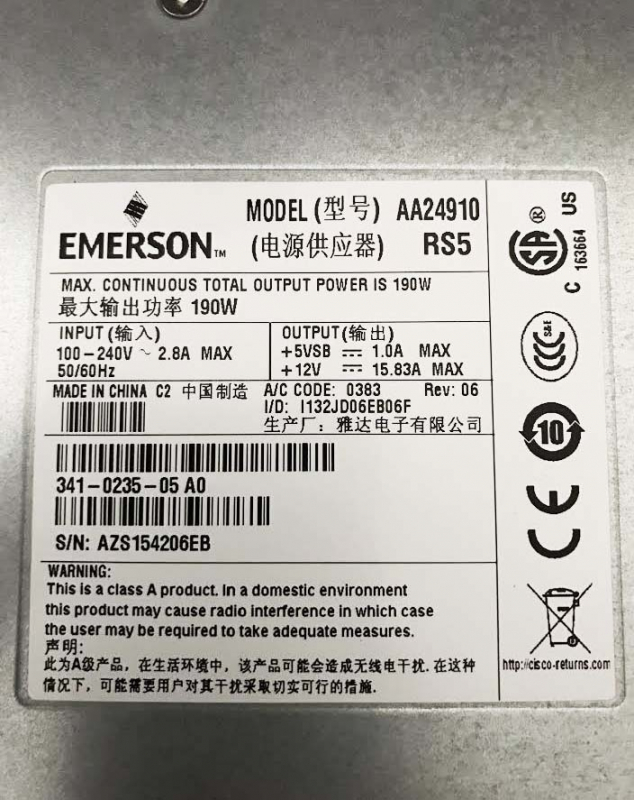 EMERSON™
MODEL (型号) AA24910
(电源供应器) RS5
MAX. CONTINUOUS TOTAL OUTPUT POWER IS 190W
最大输出功率 190W
INPUT (输入)
100-240V ~ 2.8A MAX
50/60Hz
OUTPUT (输出)
+5VSB ⎓ 1.0A MAX
+12V ⎓ 15.83A MAX
MADE IN CHINA C2 中国制造
A/C CODE: 0383 Rev: 06
I/D: I132JD06EB06F
生产厂: 雅达电子有限公司
341-0235-05 A0
S/N: AZS154206EB
WARNING:
This is a class A product. In a domestic environment
this product may cause radio interference in which case
the user may be required to take adequate measures.
声明:
此为A级产品, 在生活环境中, 该产品可能会造成无线电干扰. 在这种
情况下, 可能需要用户对其干扰采取切实可行的措施.
SA ®
C 163664 US
CCC S&E
10
CE
http://cisco-returns.com